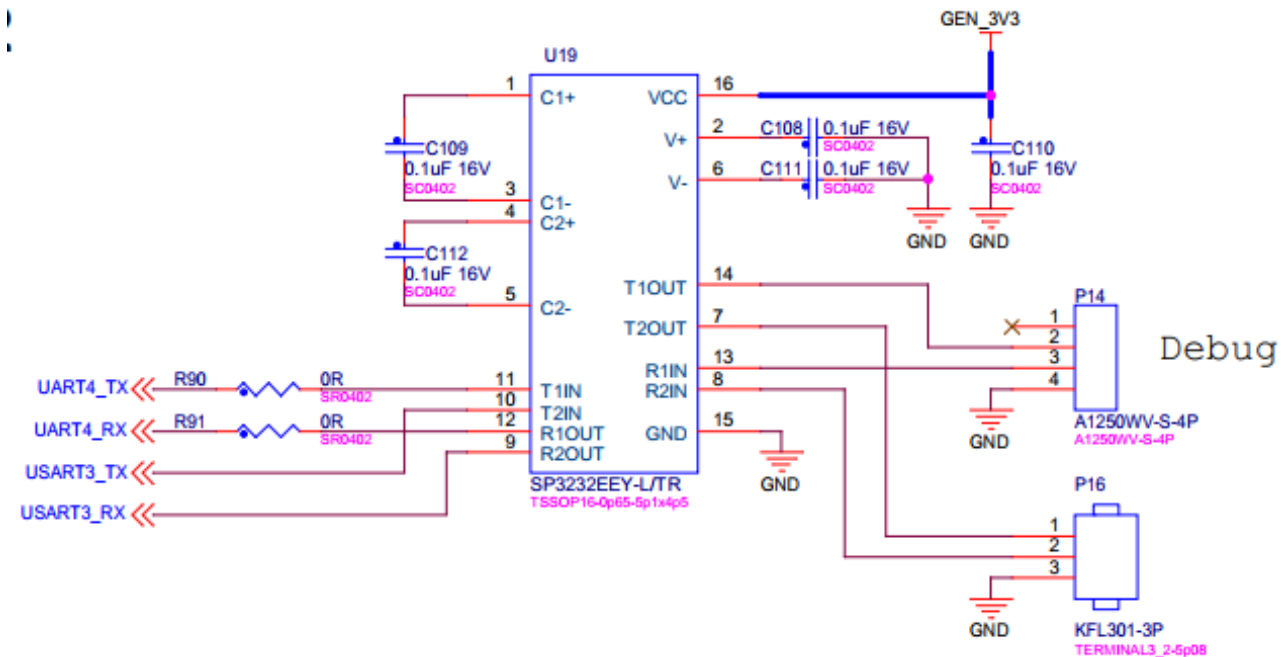 GEN_3V3
U19
1
C1+
VCC
16
C109
0.1uF 16V
SC0402
V+
2
C108
0.1uF 16V
SC0402
C110
0.1uF 16V
SC0402
3
C1-
V-
6
C111
0.1uF 16V
SC0402
4
C2+
GND
GND
C112
0.1uF 16V
SC0402
5
C2-
T1OUT
14
P14
T2OUT
7
1
2
3
4
Debug
R1IN
13
R2IN
8
UART4_TX
R90
0R
SR0402
11
T1IN
10
T2IN
UART4_RX
R91
0R
SR0402
12
R1OUT
9
R2OUT
GND
15
GND
A1250WV-S-4P
A1250WV-S-4P
GND
USART3_TX
USART3_RX
SP3232EEY-L/TR
TSSOP16-0p65-5p1x4p5
P16
1
2
3
GND
KFL301-3P
TERMINAL3_2-5p08